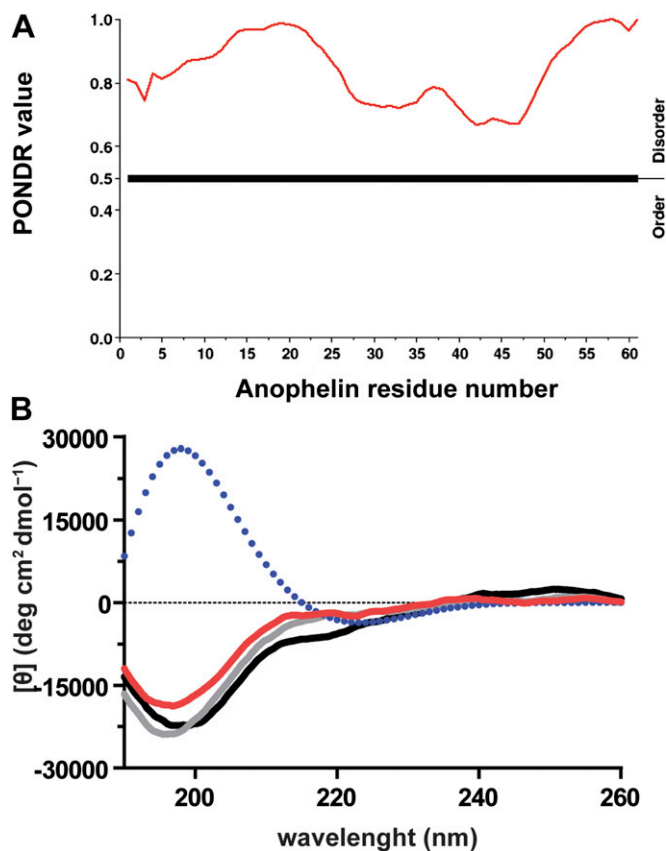 A
PONDR value
1.0
0.8
0.6
0.5
0.4
0.2
0.0
Disorder
Order
0 5 10 15 20 25 30 35 40 45 50 55 60
Anophelin residue number
B
[θ] (deg cm² dmol⁻¹)
30000
15000
0
-15000
-30000
200 220 240 260
wavelenght (nm)